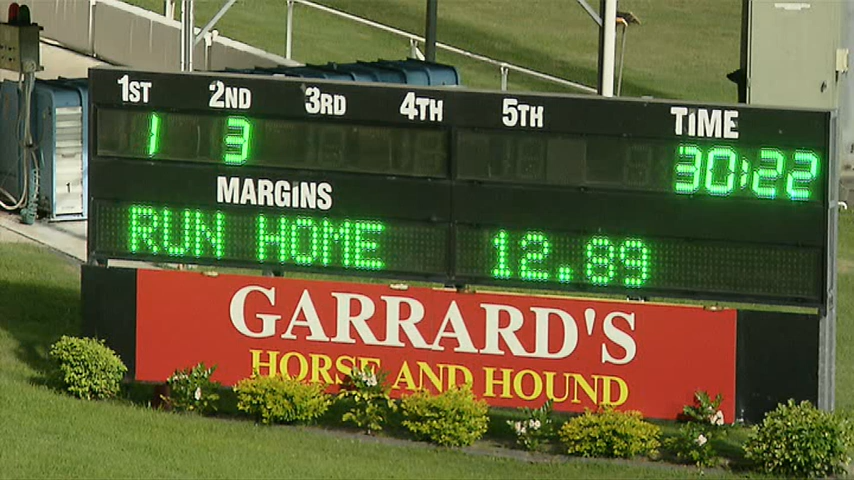 1ST 2ND 3RD 4TH 5TH TIME
1 3 30:22
MARGINS
RUN HOME 12.89
GARRARD'S
HORSE AND HOUND
1